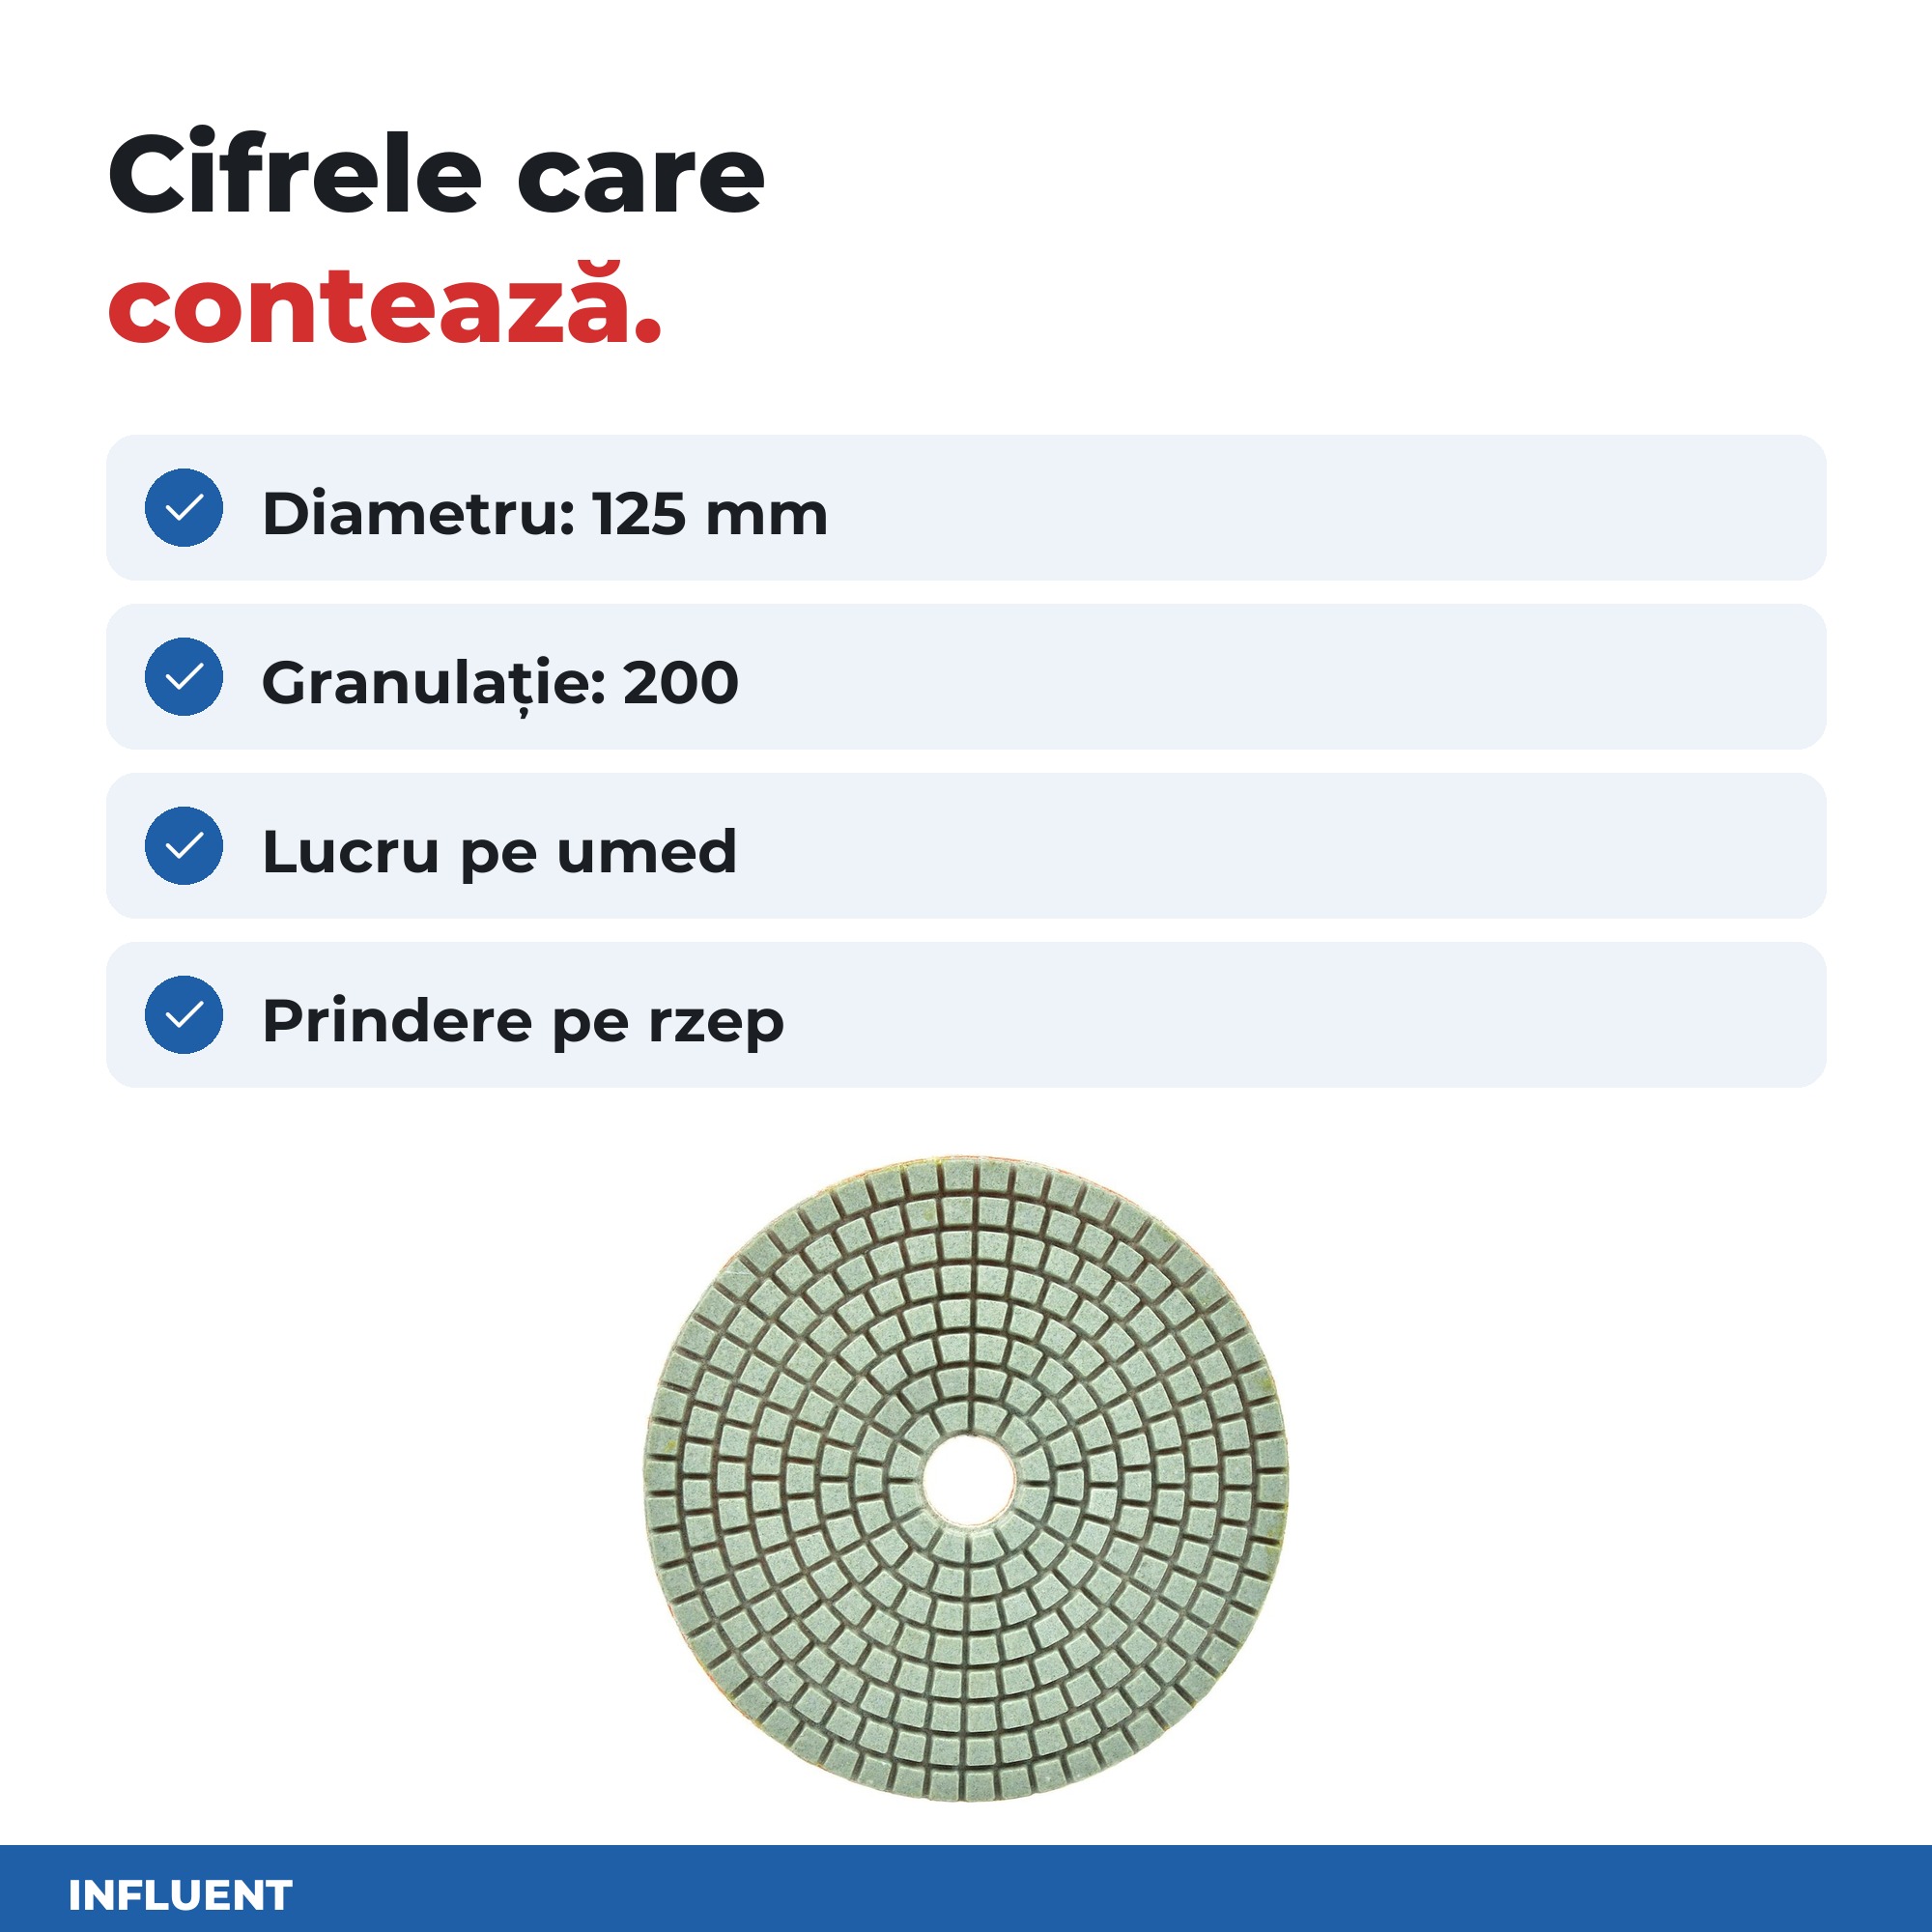 Cifrele care
contează.
Diametru: 125 mm
Granulație: 200
Lucru pe umed
Prindere pe rzep
INFLUENT